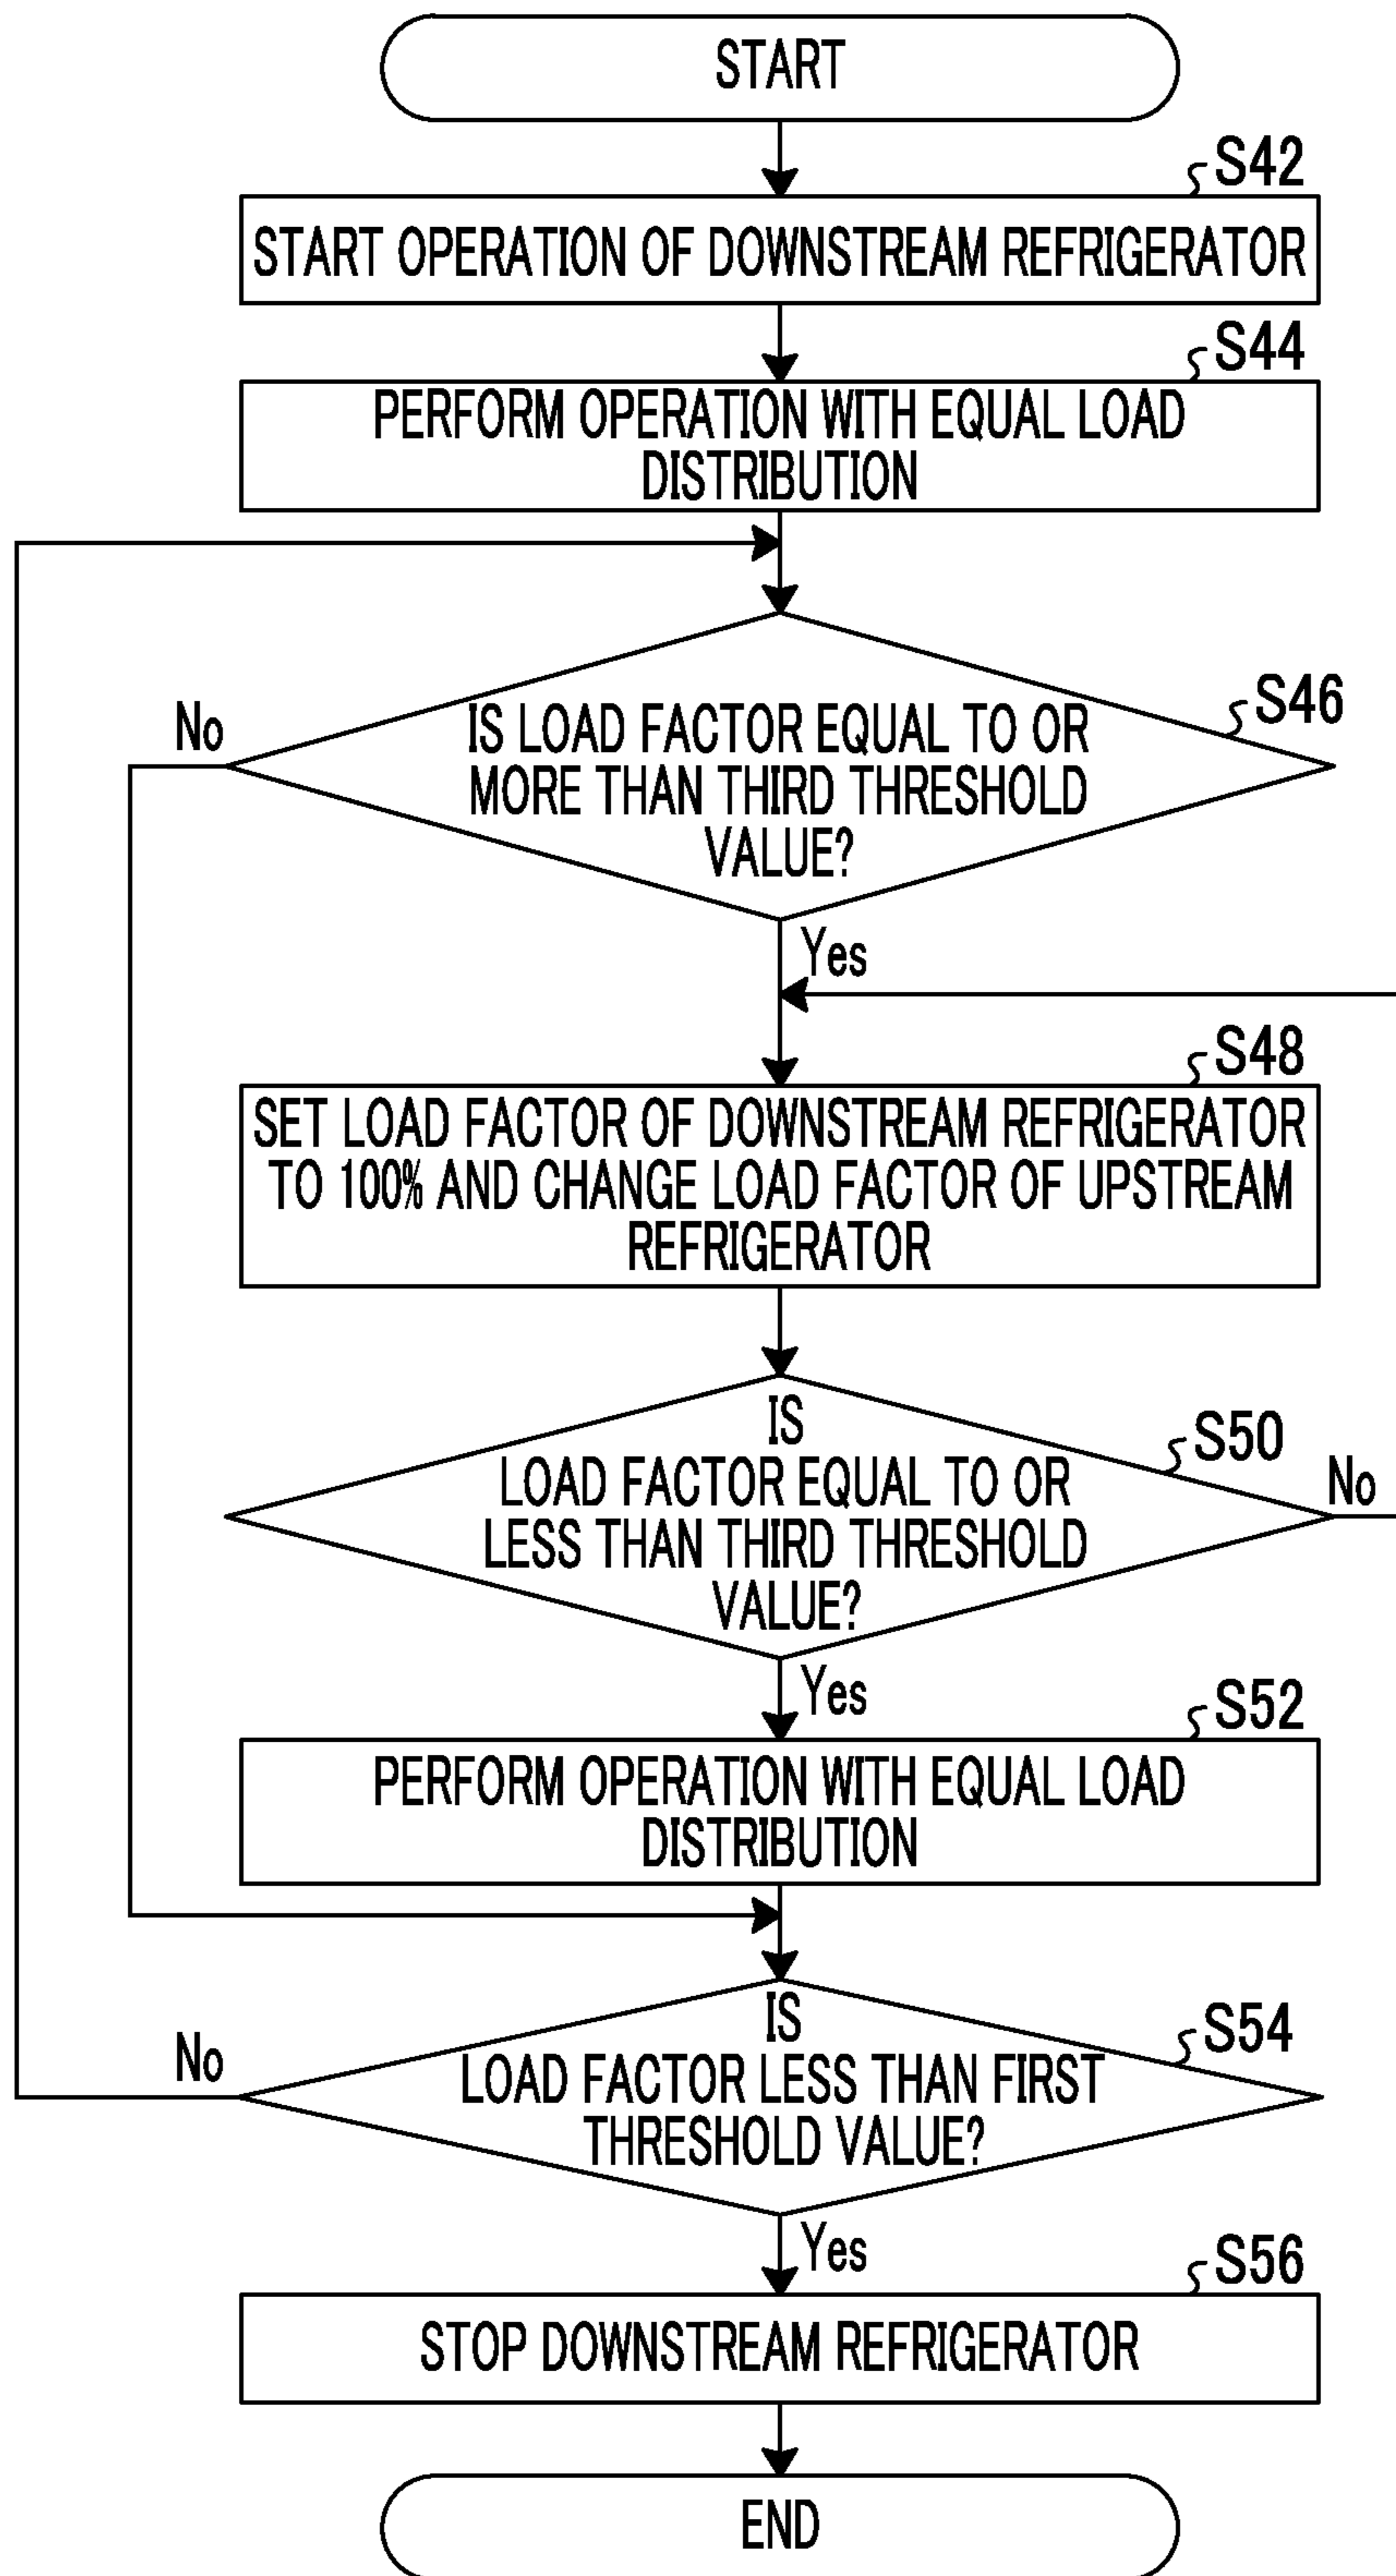 START
S42
START OPERATION OF DOWNSTREAM REFRIGERATOR
S44
PERFORM OPERATION WITH EQUAL LOAD
DISTRIBUTION
S46
No
IS LOAD FACTOR EQUAL TO OR
MORE THAN THIRD THRESHOLD
VALUE?
Yes
S48
SET LOAD FACTOR OF DOWNSTREAM REFRIGERATOR
TO 100% AND CHANGE LOAD FACTOR OF UPSTREAM
REFRIGERATOR
IS
S50
LOAD FACTOR EQUAL TO OR
No
LESS THAN THIRD THRESHOLD
VALUE?
Yes
S52
PERFORM OPERATION WITH EQUAL LOAD
DISTRIBUTION
IS
S54
No
LOAD FACTOR LESS THAN FIRST
THRESHOLD VALUE?
Yes
S56
STOP DOWNSTREAM REFRIGERATOR
END